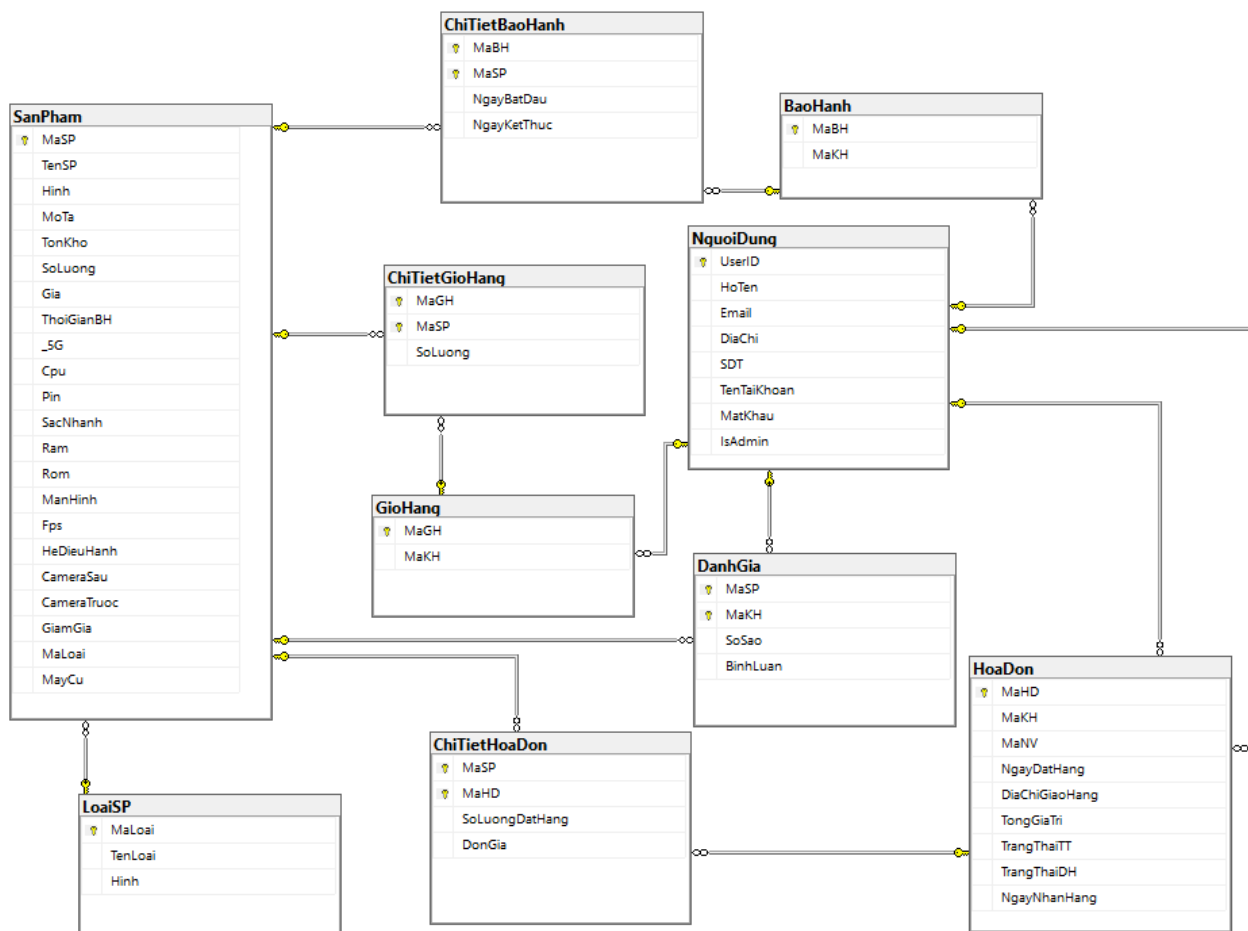 ChiTietBaoHanh
MaBH
MaSP
NgayBatDau
NgayKetThuc
BaoHanh
MaBH
MaKH
SanPham
MaSP
TenSP
Hinh
MoTa
TonKho
SoLuong
Gia
ThoiGianBH
_5G
Cpu
Pin
SacNhanh
Ram
Rom
ManHinh
Fps
HeDieuHanh
CameraSau
CameraTruoc
GiamGia
MaLoai
MayCu
NguoiDung
UserID
HoTen
Email
DiaChi
SDT
TenTaiKhoan
MatKhau
IsAdmin
ChiTietGioHang
MaGH
MaSP
SoLuong
GioHang
MaGH
MaKH
DanhGia
MaSP
MaKH
SoSao
BinhLuan
HoaDon
MaHD
MaKH
MaNV
NgayDatHang
DiaChiGiaoHang
TongGiaTri
TrangThaiTT
TrangThaiDH
NgayNhanHang
ChiTietHoaDon
MaSP
MaHD
SoLuongDatHang
DonGia
LoaiSP
MaLoai
TenLoai
Hinh